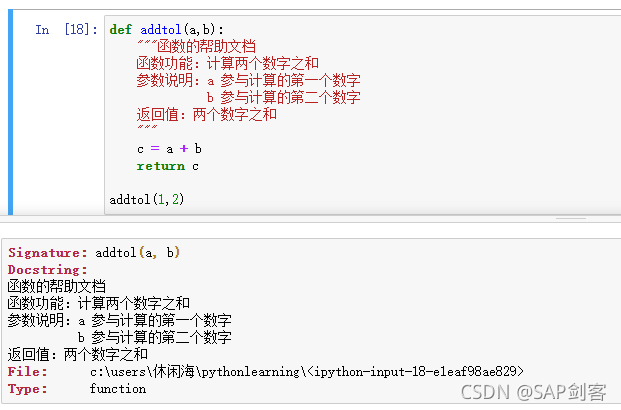 In [18]: def addtol(a,b):
"""函数的帮助文档
函数功能：计算两个数字之和
参数说明：a 参与计算的第一个数字
b 参与计算的第二个数字
返回值：两个数字之和
"""
c = a + b
return c
addtol(1,2)
Signature: addtol(a, b)
Docstring:
函数的帮助文档
函数功能：计算两个数字之和
参数说明：a 参与计算的第一个数字
b 参与计算的第二个数字
返回值：两个数字之和
File: c:\users\休闲海\pythonlearning\<ipython-input-18-e1eaf98ae829>
Type: function
CSDN @SAP剑客